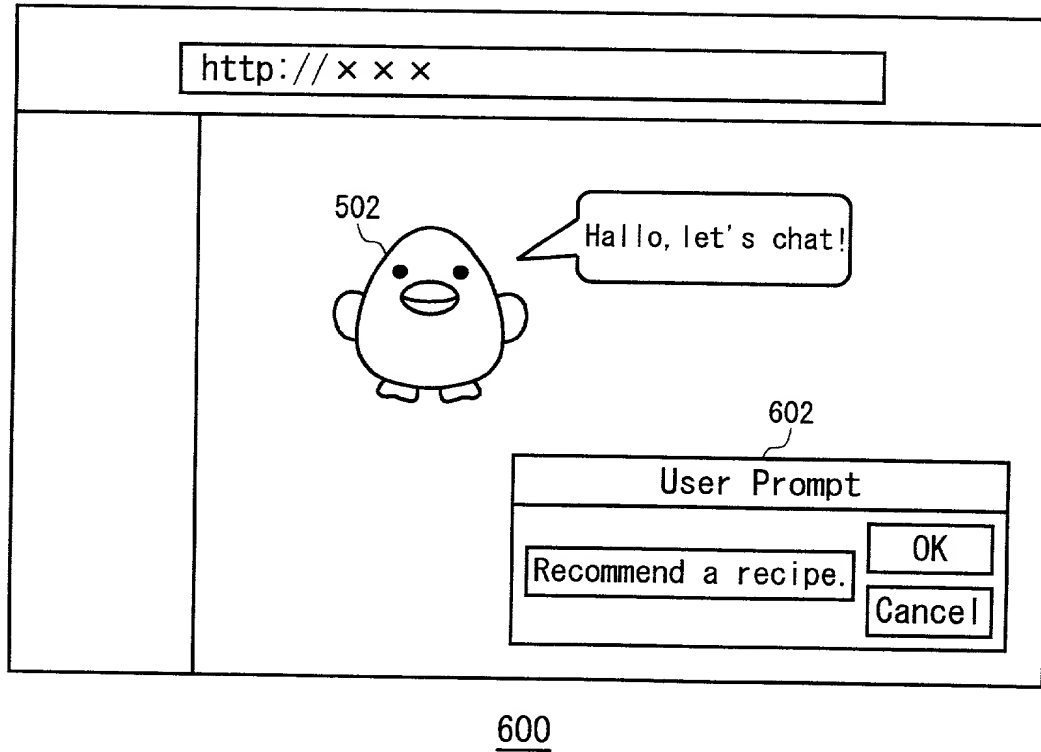 http://×××
502
Hallo, let's chat!
602
User Prompt
Recommend a recipe.
OK
Cancel
600